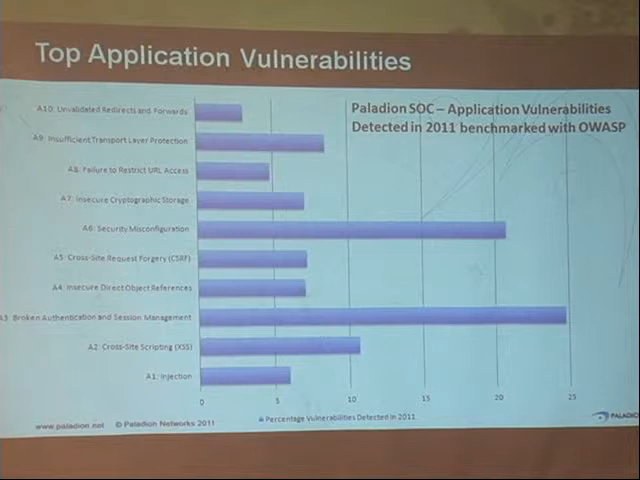 Top Application Vulnerabilities
Paladion SOC – Application Vulnerabilities
Detected in 2011 benchmarked with OWASP
A10: Unvalidated Redirects and Forwards
A9: Insufficient Transport Layer Protection
A8: Failure to Restrict URL Access
A7: Insecure Cryptographic Storage
A6: Security Misconfiguration
A5: Cross-Site Request Forgery (CSRF)
A4: Insecure Direct Object References
A3: Broken Authentication and Session Management
A2: Cross-Site Scripting (XSS)
A1: Injection
0 5 10 15 20 25
Percentage Vulnerabilities Detected in 2011
www.paladion.net © Paladion Networks 2011
PALADIO